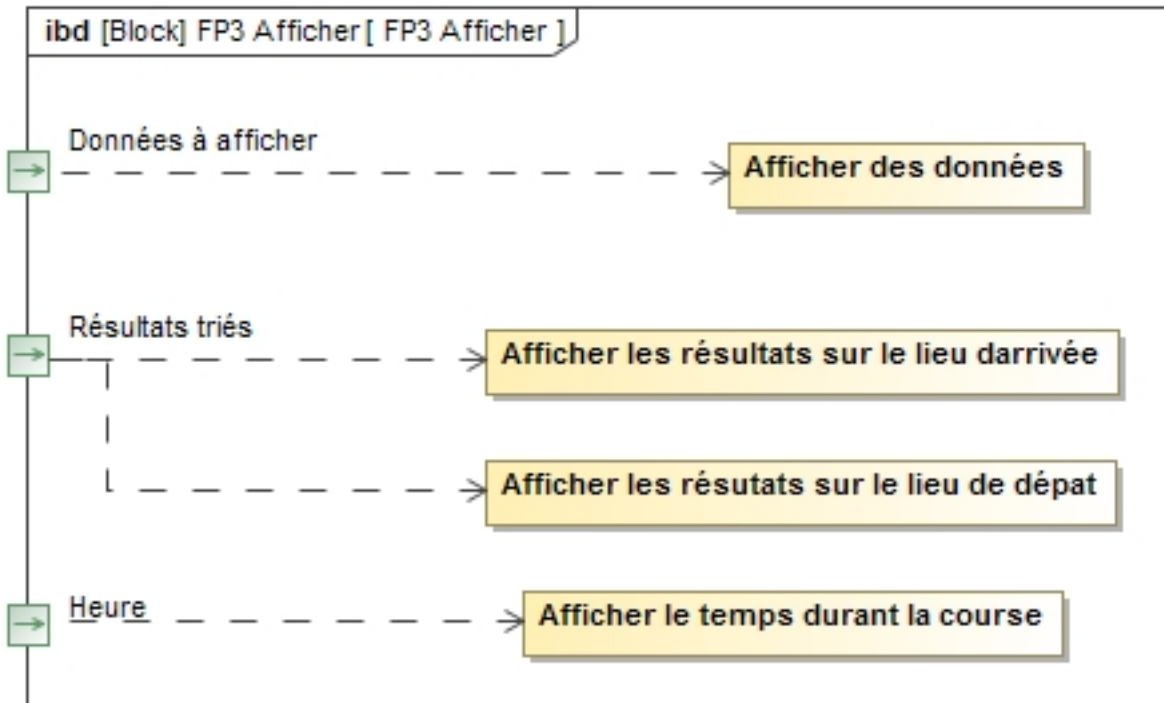 ibd [Block] FP3 Afficher [ FP3 Afficher ]
Données à afficher
Afficher des données
Résultats triés
Afficher les résultats sur le lieu darrivée
Afficher les résutats sur le lieu de dépat
Heure
Afficher le temps durant la course